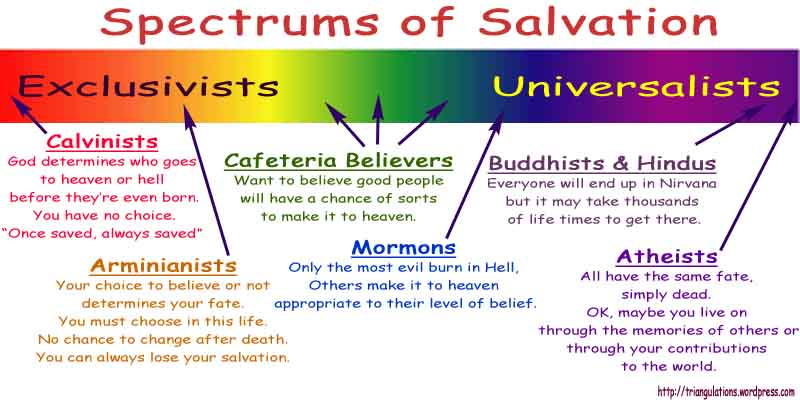 Spectrums of Salvation
Exclusivists
Universalists
Calvinists
God determines who goes
to heaven or hell
before they're even born.
You have no choice.
"Once saved, always saved"
Arminianists
Your choice to believe or not
determines your fate.
You must choose in this life.
No chance to change after death.
You can always lose your salvation.
Cafeteria Believers
Want to believe good people
will have a chance of sorts
to make it to heaven.
Mormons
Only the most evil burn in Hell,
Others make it to heaven
appropriate to their level of belief.
Buddhists & Hindus
Everyone will end up in Nirvana
but it may take thousands
of life times to get there.
Atheists
All have the same fate,
simply dead.
OK, maybe you live on
through the memories of others or
through your contributions
to the world.
http://triangulations.wordpress.com